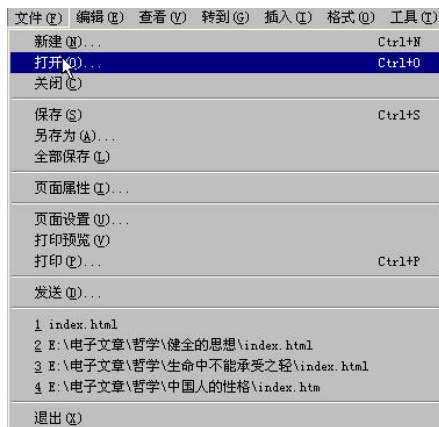 文件(F) 编辑(E) 查看(V) 转到(G) 插入(I) 格式(O) 工具(T)
新建(N)... Ctrl+N
打开(O)... Ctrl+O
关闭(C)
保存(S) Ctrl+S
另存为(A)...
全部保存(L)
页面属性(I)...
页面设置(U)...
打印预览(V)
打印(P)... Ctrl+P
发送(D)...
1 index.html
2 E:\电子文章\哲学\健全的思想\index.html
3 E:\电子文章\哲学\生命中不能承受之轻\index.html
4 E:\电子文章\哲学\中国人的性格\index.htm
退出(X)